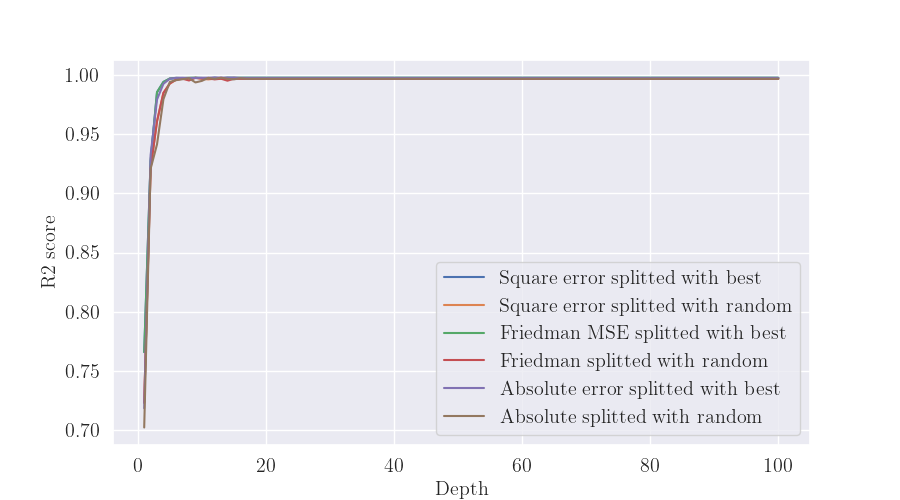 1.00
0.95
0.90
0.85
0.80
0.75
0.70
R2 score
Square error splitted with best
Square error splitted with random
Friedman MSE splitted with best
Friedman splitted with random
Absolute error splitted with best
Absolute splitted with random
0 20 40 60 80 100
Depth